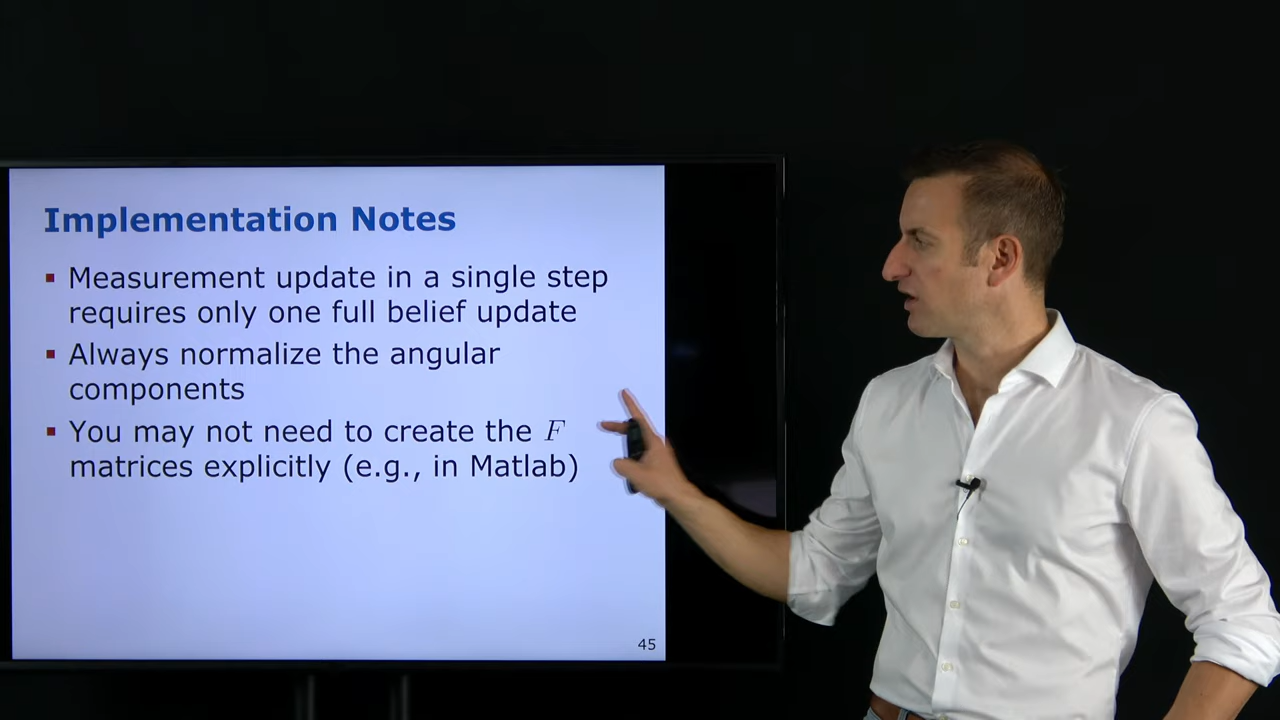 Implementation Notes
▪ Measurement update in a single step
requires only one full belief update
▪ Always normalize the angular
components
▪ You may not need to create the F
matrices explicitly (e.g., in Matlab)
45